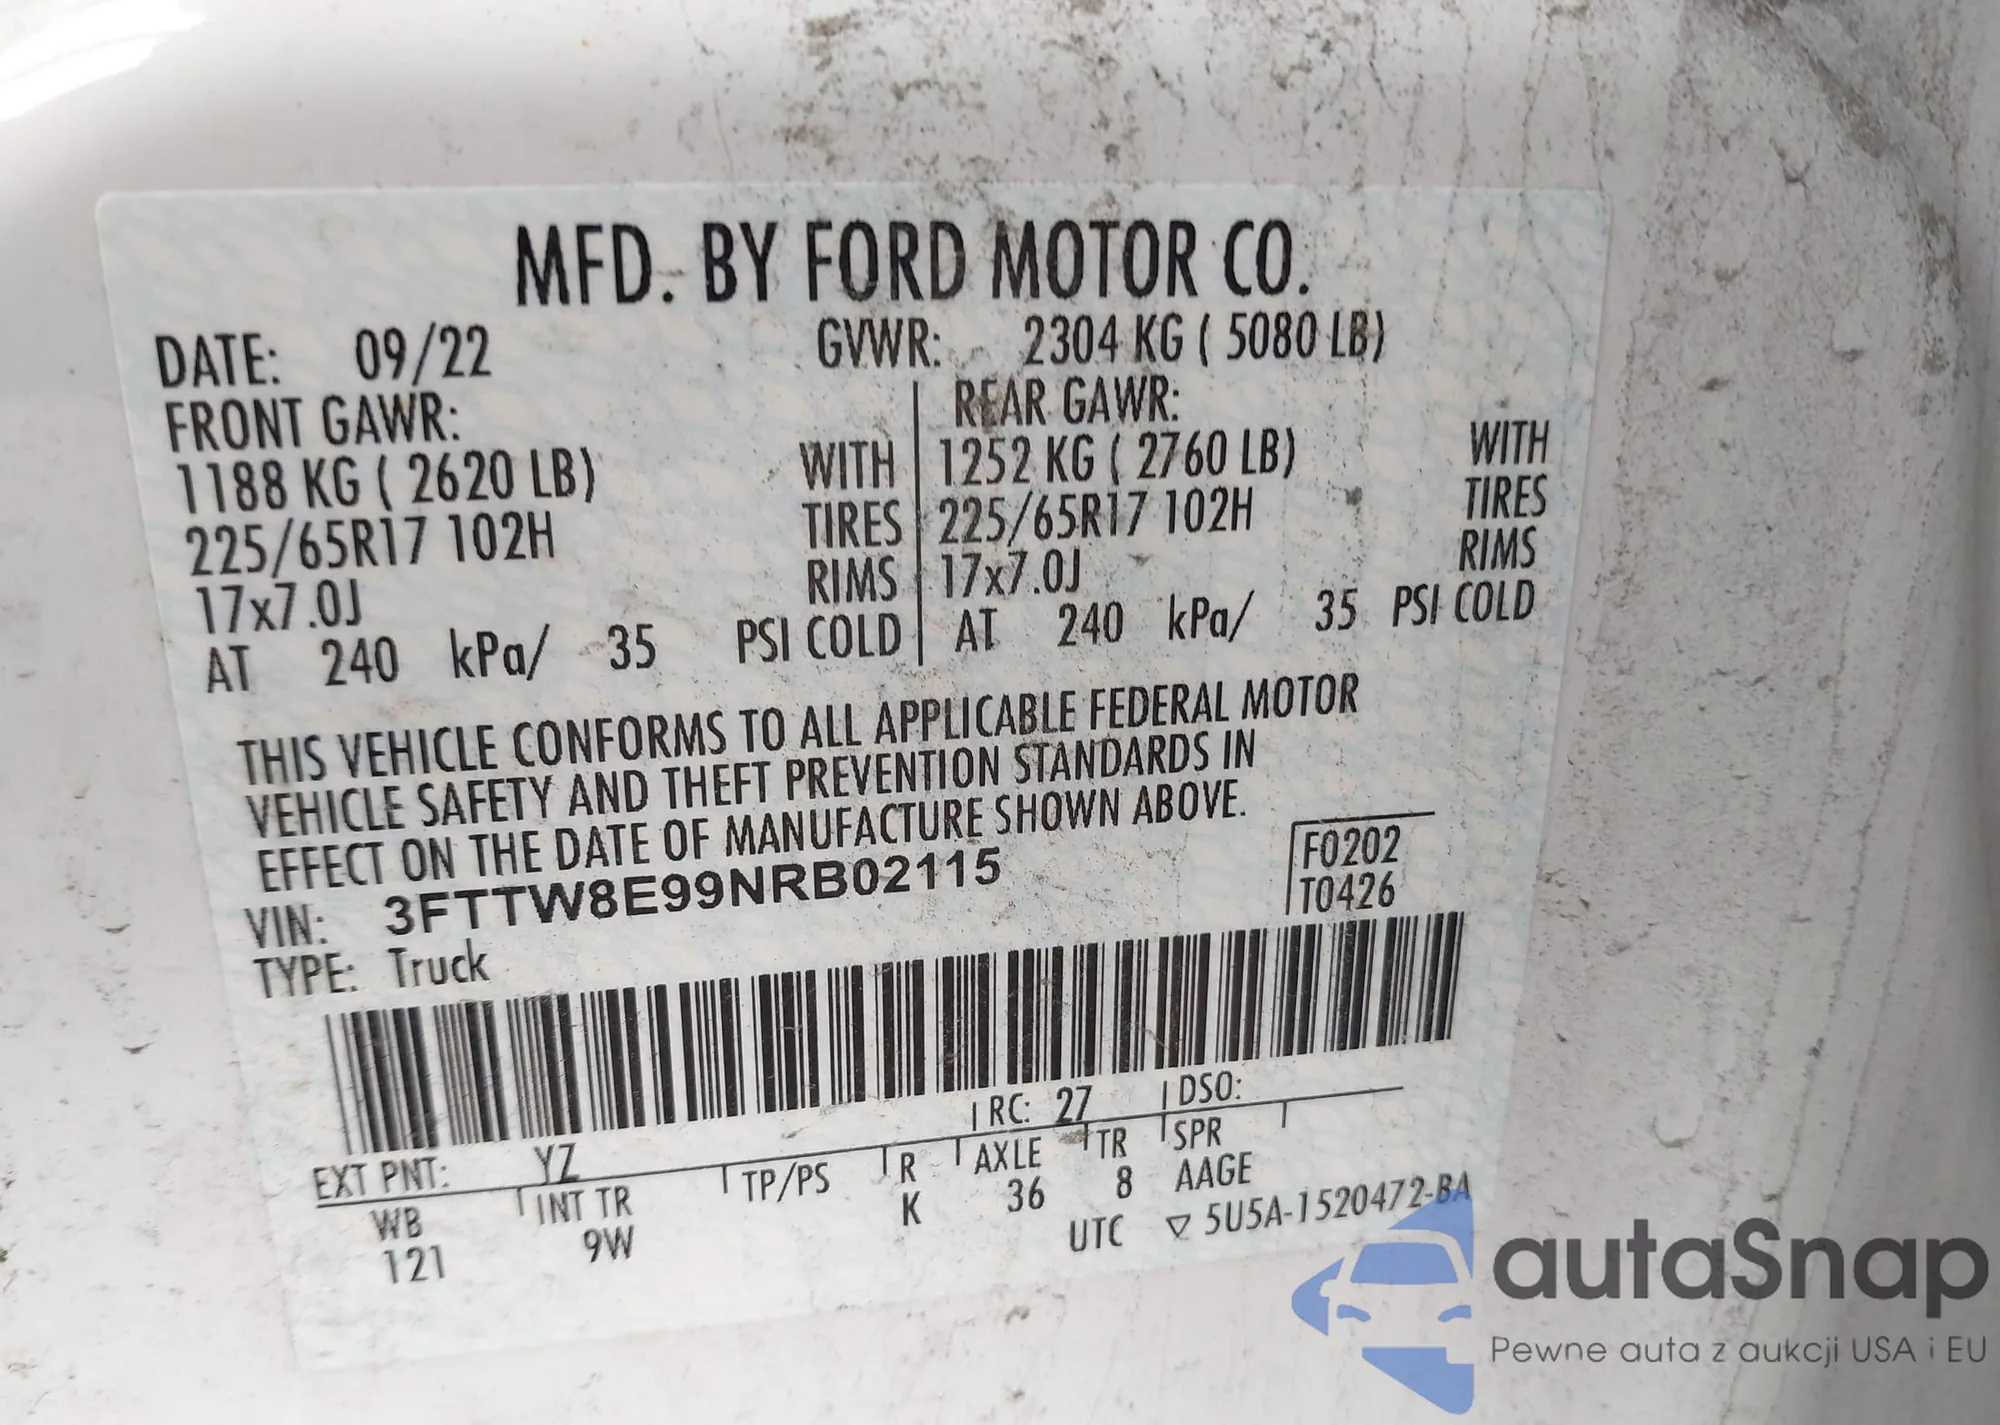 MFD. BY FORD MOTOR CO.
DATE: 09/22 GVWR: 2304 KG ( 5080 LB)
FRONT GAWR: REAR GAWR:
1188 KG ( 2620 LB) WITH 1252 KG ( 2760 LB) WITH
225/65R17 102H TIRES 225/65R17 102H TIRES
17x7.0J RIMS 17x7.0J RIMS
AT 240 kPa/ 35 PSI COLD AT 240 kPa/ 35 PSI COLD
THIS VEHICLE CONFORMS TO ALL APPLICABLE FEDERAL MOTOR
VEHICLE SAFETY AND THEFT PREVENTION STANDARDS IN
EFFECT ON THE DATE OF MANUFACTURE SHOWN ABOVE.
VIN: 3FTTW8E99NRB02115
F0202
T0426
TYPE: Truck
EXT PNT: YZ RC: 27 DSO:
WB INT TR TP/PS R AXLE TR SPR
121 9W K 36 8 AAGE
UTC ▽ 5U5A-1520472-BA
autaSnap
Pewne auta z aukcji USA i EU